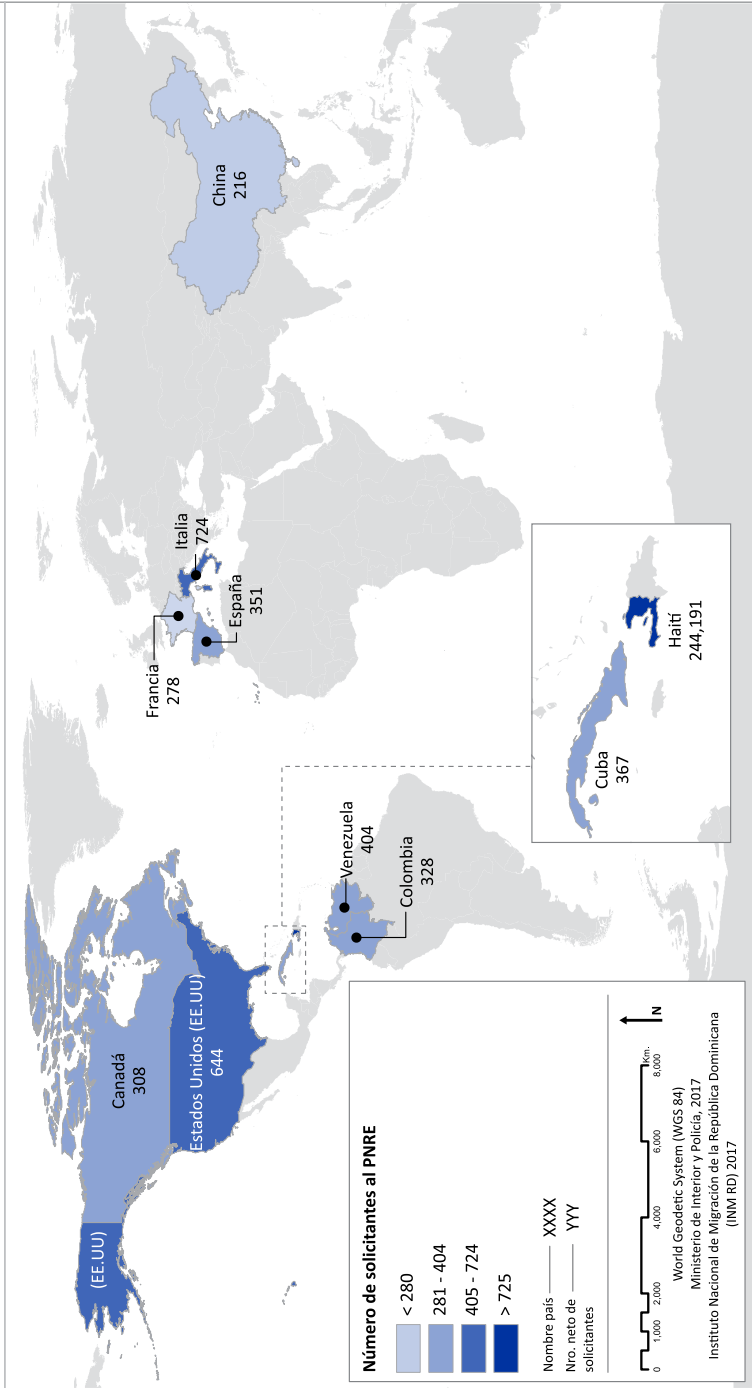 (EE.UU)
Canadá
308
Estados Unidos (EE.UU)
644
Venezuela
404
Colombia
328
Francia
278
España
351
Italia
724
China
216
Cuba
367
Haití
244,191
Número de solicitantes al PNRE
< 280
281 - 404
405 - 724
> 725
Nombre país XXXX
Nro. neto de YYY
solicitantes
0 1,000 2,000 4,000 6,000 8,000
Km.
N
World Geodetic System (WGS 84)
Ministerio de Interior y Policía, 2017
Instituto Nacional de Migración de la República Dominicana
(INM RD) 2017